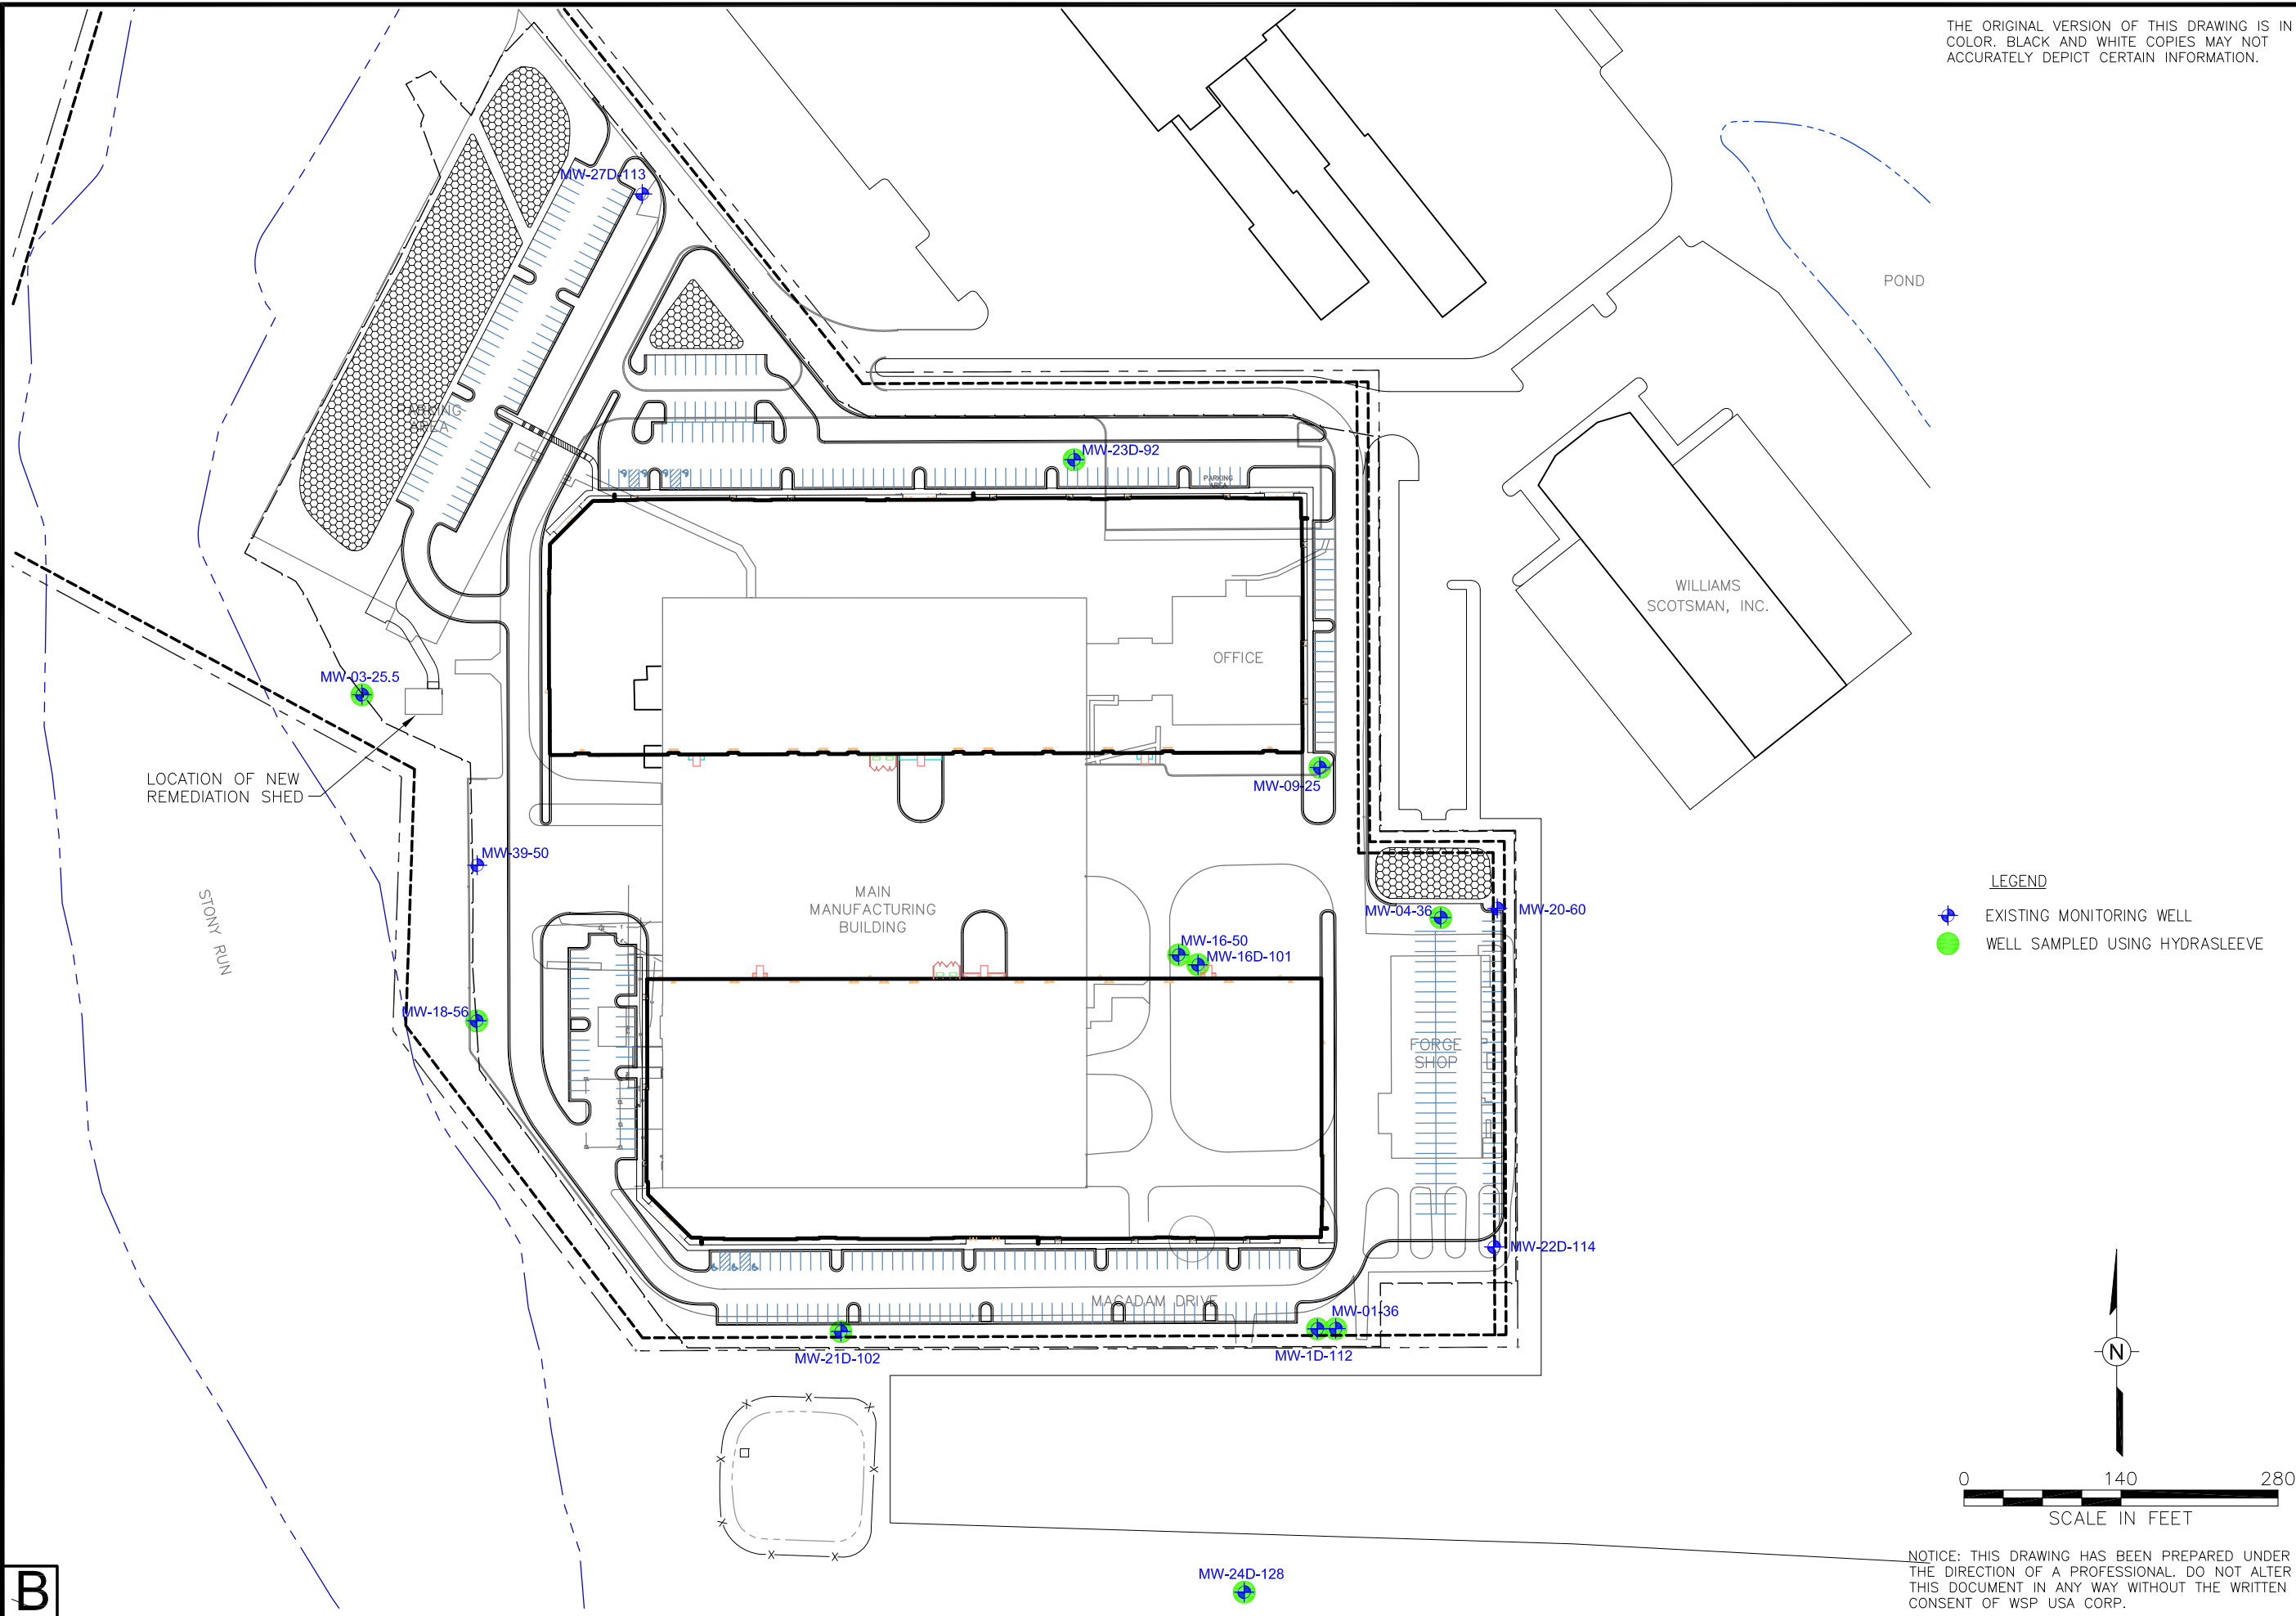 THE ORIGINAL VERSION OF THIS DRAWING IS IN
COLOR. BLACK AND WHITE COPIES MAY NOT
ACCURATELY DEPICT CERTAIN INFORMATION.
MW-27D-113
POND
PARKING
AREA
MW-23D-92
PARKING
AREA
WILLIAMS
SCOTSMAN, INC.
OFFICE
MW-03-25.5
LOCATION OF NEW
REMEDIATION SHED
MW-09-25
MW-39-50
MAIN
MANUFACTURING
BUILDING
STONY RUN
MW-04-36
MW-20-60
LEGEND
EXISTING MONITORING WELL
WELL SAMPLED USING HYDRASLEEVE
MW-16-50
MW-16D-101
MW-18-56
FORGE
SHOP
MW-22D-114
MACADAM DRIVE
MW-01-36
MW-21D-102
MW-1D-112
N
X
X
X
X
X
X
X
X
0 140 280
SCALE IN FEET
MW-24D-128
NOTICE: THIS DRAWING HAS BEEN PREPARED UNDER
THE DIRECTION OF A PROFESSIONAL. DO NOT ALTER
THIS DOCUMENT IN ANY WAY WITHOUT THE WRITTEN
CONSENT OF WSP USA CORP.
B